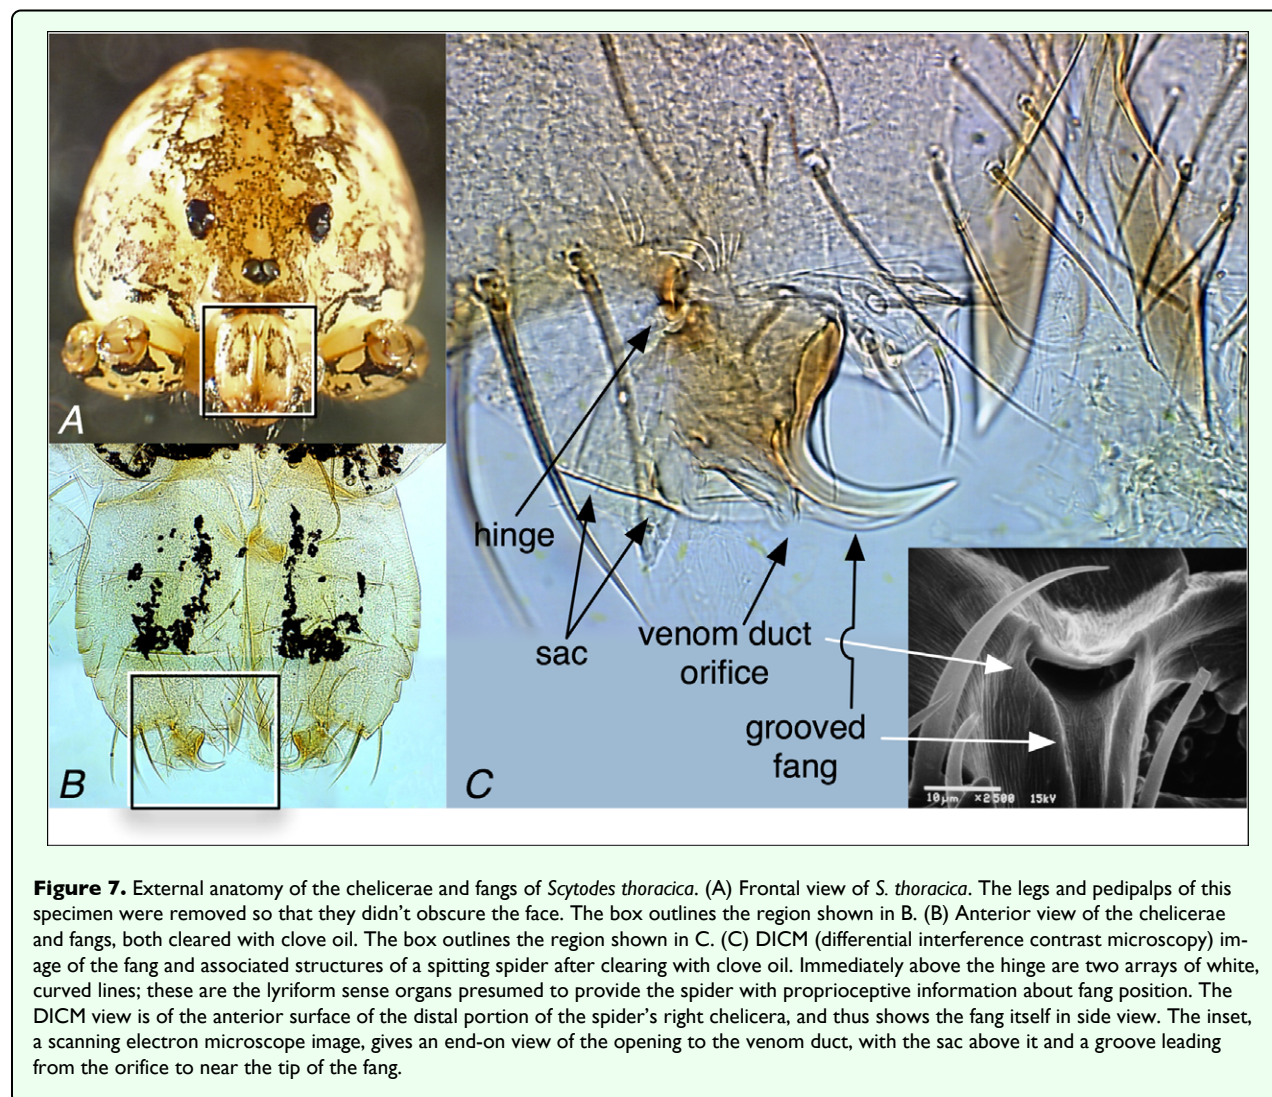 A
B
C
hinge
sac
venom duct
orifice
grooved
fang
10μm ×2500 15kV
Figure 7. External anatomy of the chelicerae and fangs of Scytodes thoracica. (A) Frontal view of S. thoracica. The legs and pedipalps of this
specimen were removed so that they didn't obscure the face. The box outlines the region shown in B. (B) Anterior view of the chelicerae
and fangs, both cleared with clove oil. The box outlines the region shown in C. (C) DICM (differential interference contrast microscopy) im-
age of the fang and associated structures of a spitting spider after clearing with clove oil. Immediately above the hinge are two arrays of white,
curved lines; these are the lyriform sense organs presumed to provide the spider with proprioceptive information about fang position. The
DICM view is of the anterior surface of the distal portion of the spider's right chelicera, and thus shows the fang itself in side view. The inset,
a scanning electron microscope image, gives an end-on view of the opening to the venom duct, with the sac above it and a groove leading
from the orifice to near the tip of the fang.